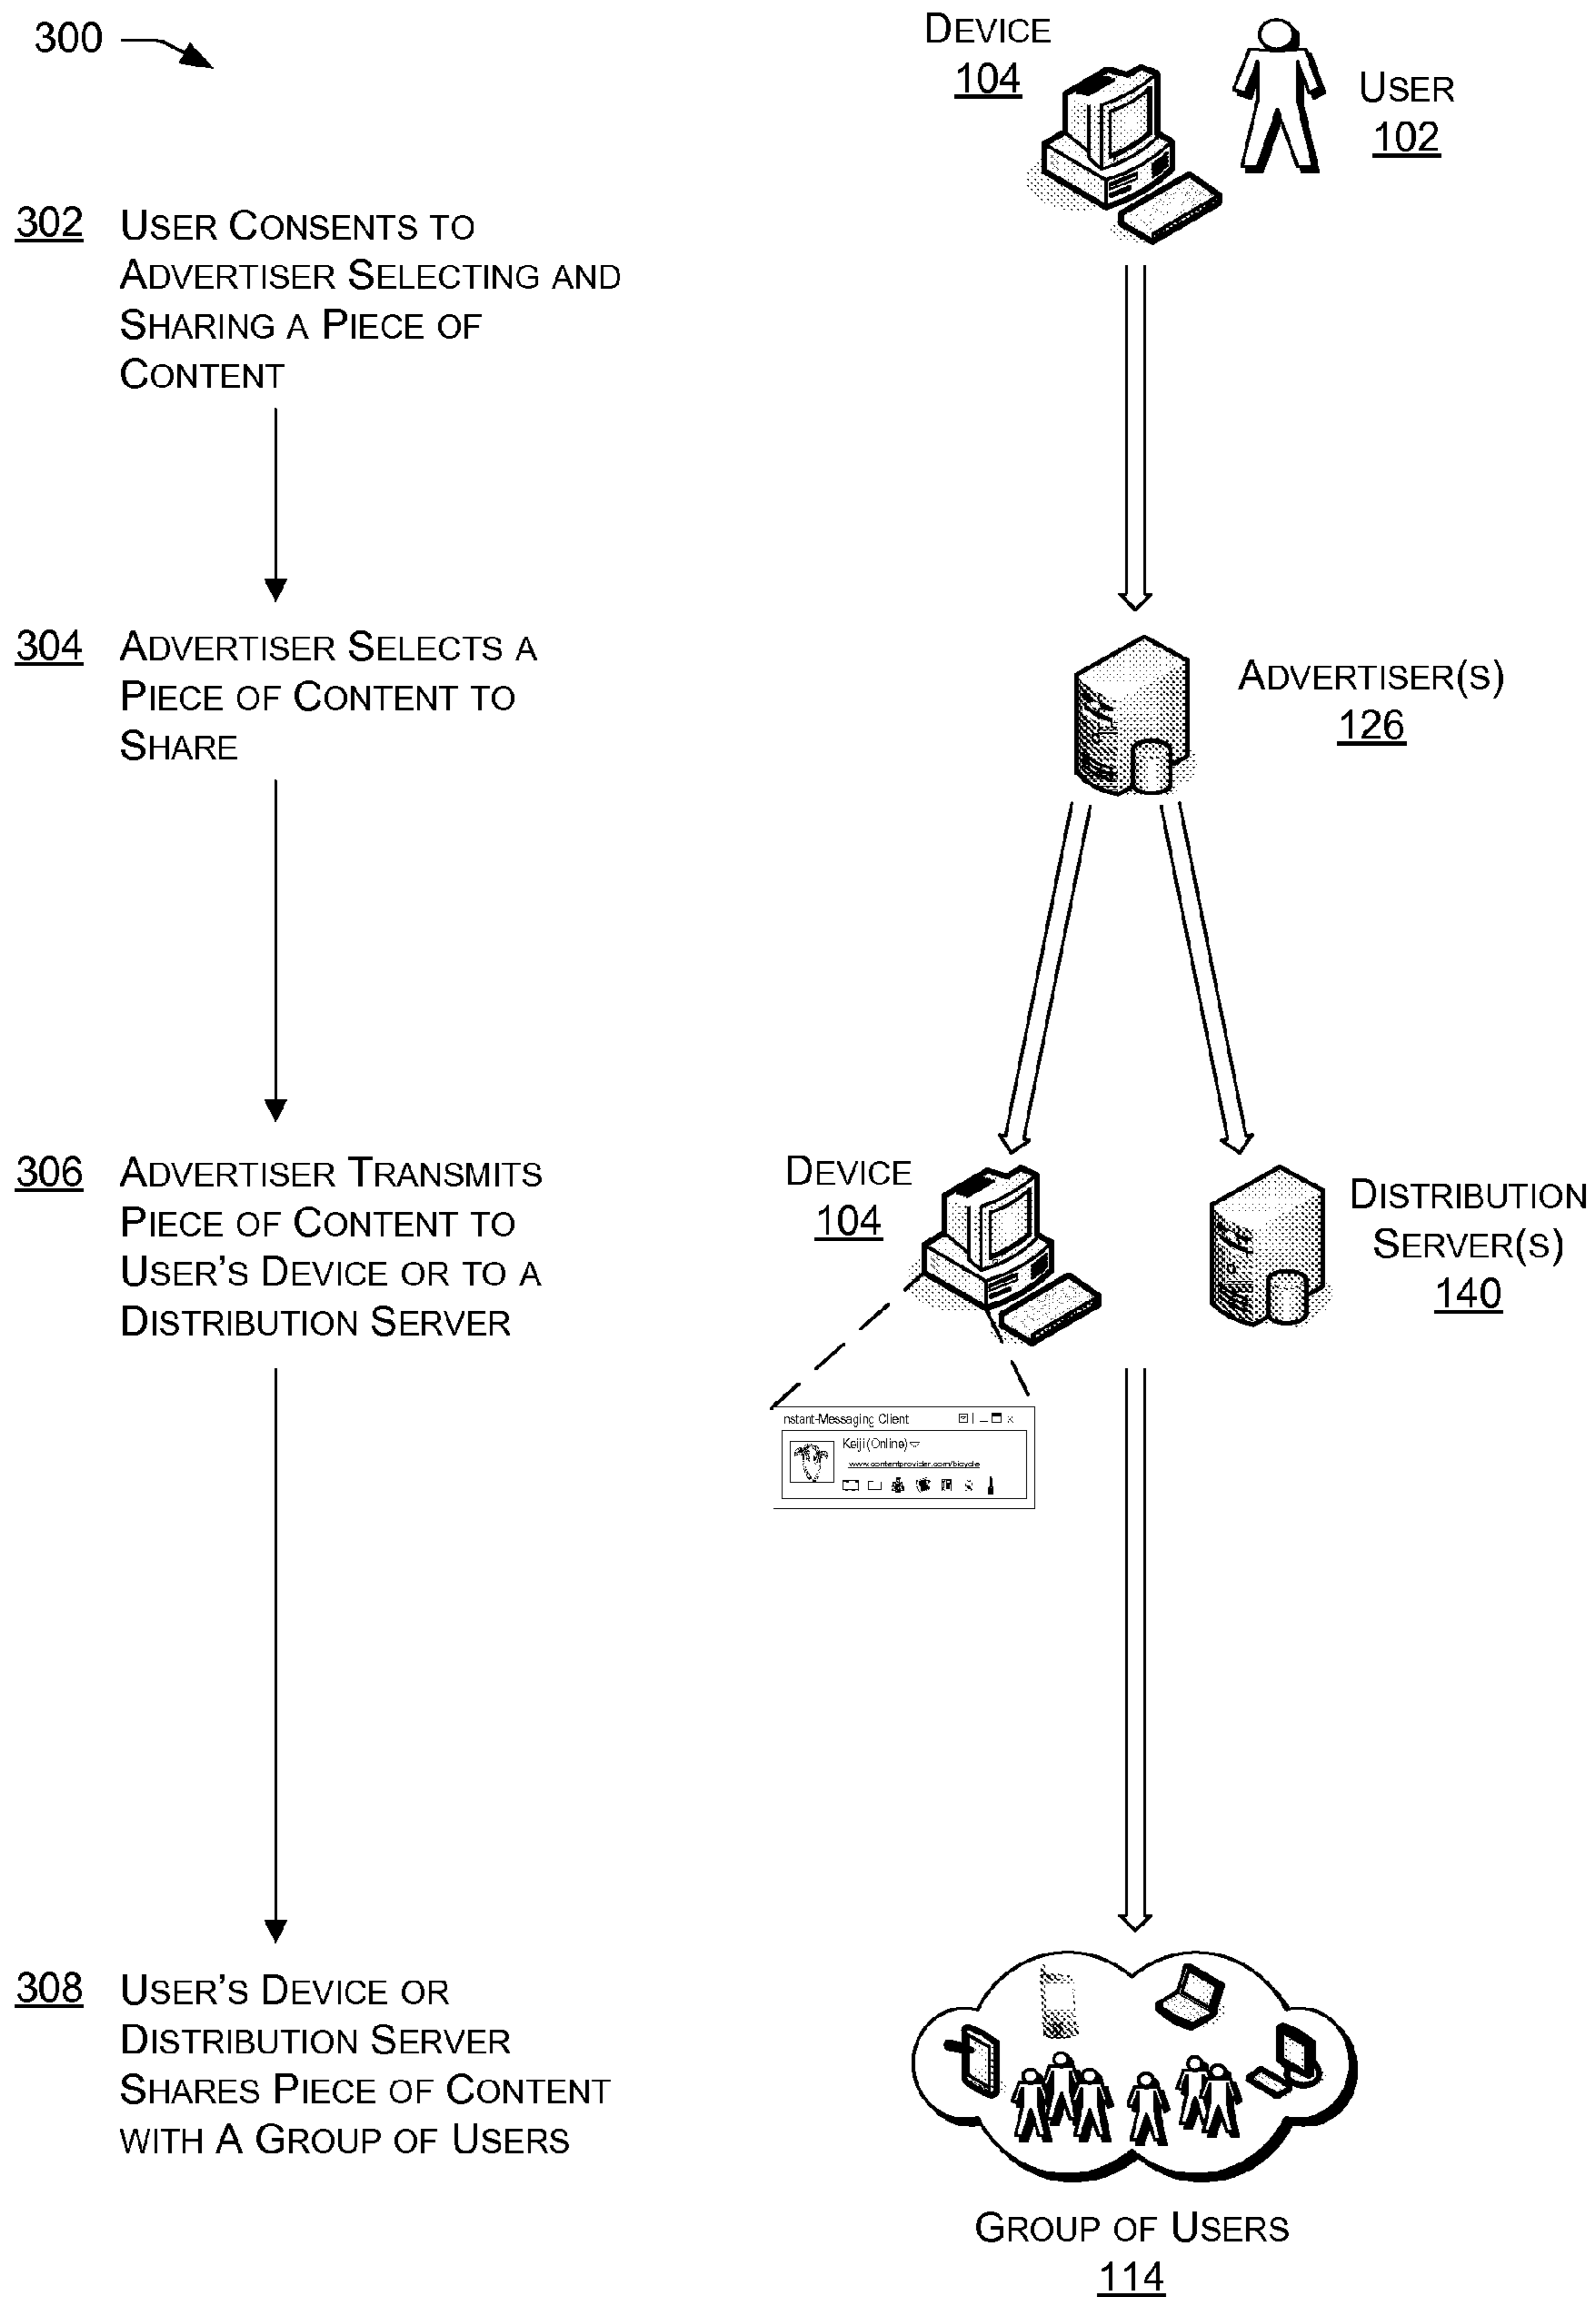 300
DEVICE
104
USER
102
302 USER CONSENTS TO
ADVERTISER SELECTING AND
SHARING A PIECE OF
CONTENT
304 ADVERTISER SELECTS A
PIECE OF CONTENT TO
SHARE
ADVERTISER(S)
126
306 ADVERTISER TRANSMITS
PIECE OF CONTENT TO
USER'S DEVICE OR TO A
DISTRIBUTION SERVER
DEVICE
104
DISTRIBUTION
SERVER(S)
140
nstant-Messaging Client
Keiji (Online)
www.contentprovider.com/bicycle
308 USER'S DEVICE OR
DISTRIBUTION SERVER
SHARES PIECE OF CONTENT
WITH A GROUP OF USERS
GROUP OF USERS
114